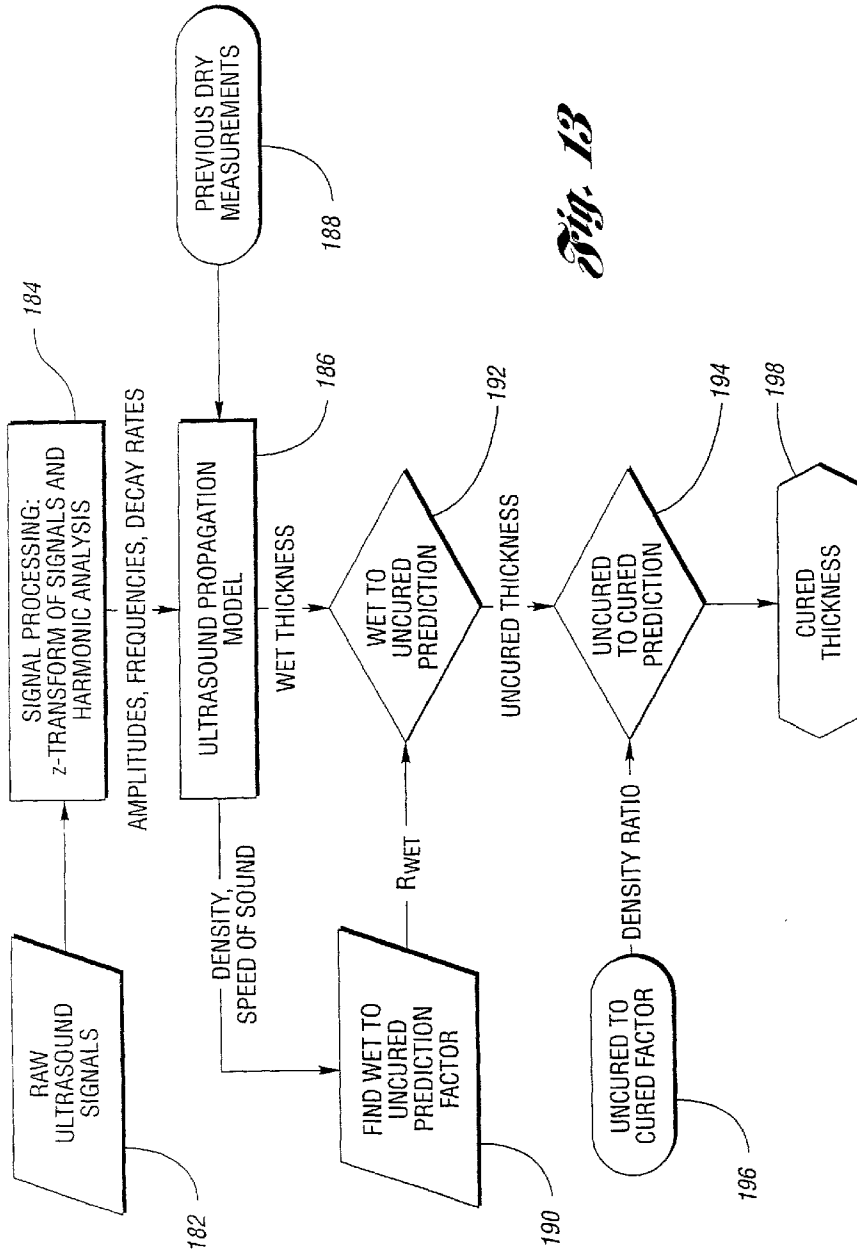 RAW
ULTRASOUND
SIGNALS
182
SIGNAL PROCESSING:
z-TRANSFORM OF SIGNALS AND
HARMONIC ANALYSIS
184
AMPLITUDES, FREQUENCIES, DECAY RATES
ULTRASOUND PROPAGATION
MODEL
186
PREVIOUS DRY
MEASUREMENTS
188
DENSITY,
SPEED OF SOUND
WET THICKNESS
FIND WET TO
UNCURED
PREDICTION
FACTOR
190
RWET
WET TO
UNCURED
PREDICTION
192
UNCURED THICKNESS
UNCURED TO
CURED FACTOR
196
DENSITY RATIO
UNCURED
TO CURED
PREDICTION
194
CURED
THICKNESS
198
Fig. 13